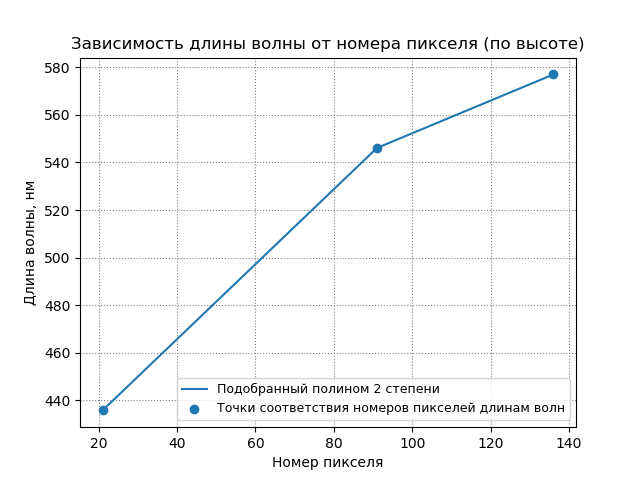 Зависимость длины волны от номера пикселя (по высоте)
580
560
540
520
500
480
460
440
Длина волны, нм
Подобранный полином 2 степени
Точки соответствия номеров пикселей длинам волн
20 40 60 80 100 120 140
Номер пикселя